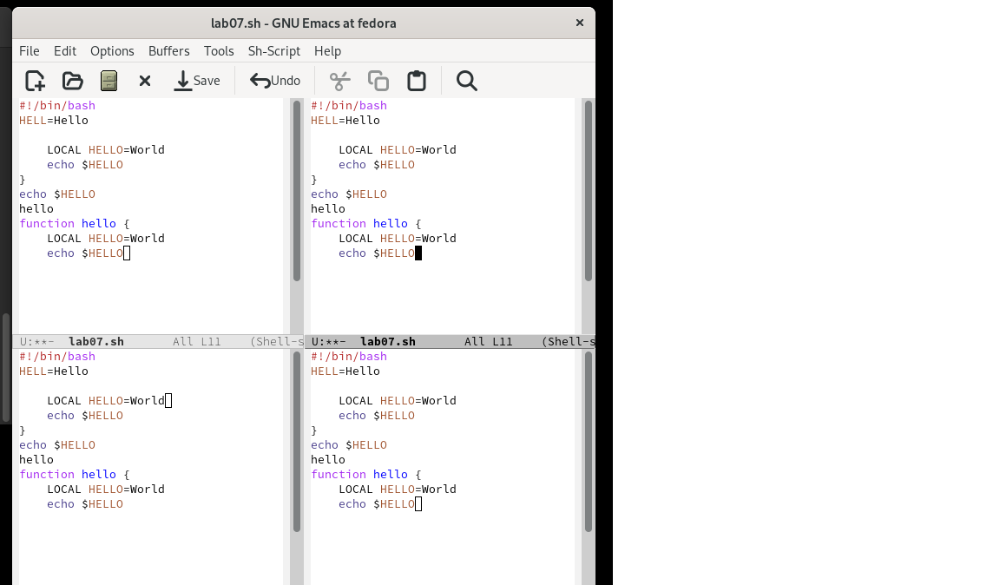 lab07.sh - GNU Emacs at fedora
File Edit Options Buffers Tools Sh-Script Help
Save Undo
#!/bin/bash
HELL=Hello
LOCAL HELLO=World
echo $HELLO
}
echo $HELLO
hello
function hello {
LOCAL HELLO=World
echo $HELLO
U:**- lab07.sh All L11 (Shell-s
#!/bin/bash
HELL=Hello
LOCAL HELLO=World
echo $HELLO
}
echo $HELLO
hello
function hello {
LOCAL HELLO=World
echo $HELLO
U:**- lab07.sh All L11 (Shell-s
#!/bin/bash
HELL=Hello
LOCAL HELLO=World
echo $HELLO
}
echo $HELLO
hello
function hello {
LOCAL HELLO=World
echo $HELLO
#!/bin/bash
HELL=Hello
LOCAL HELLO=World
echo $HELLO
}
echo $HELLO
hello
function hello {
LOCAL HELLO=World
echo $HELLO